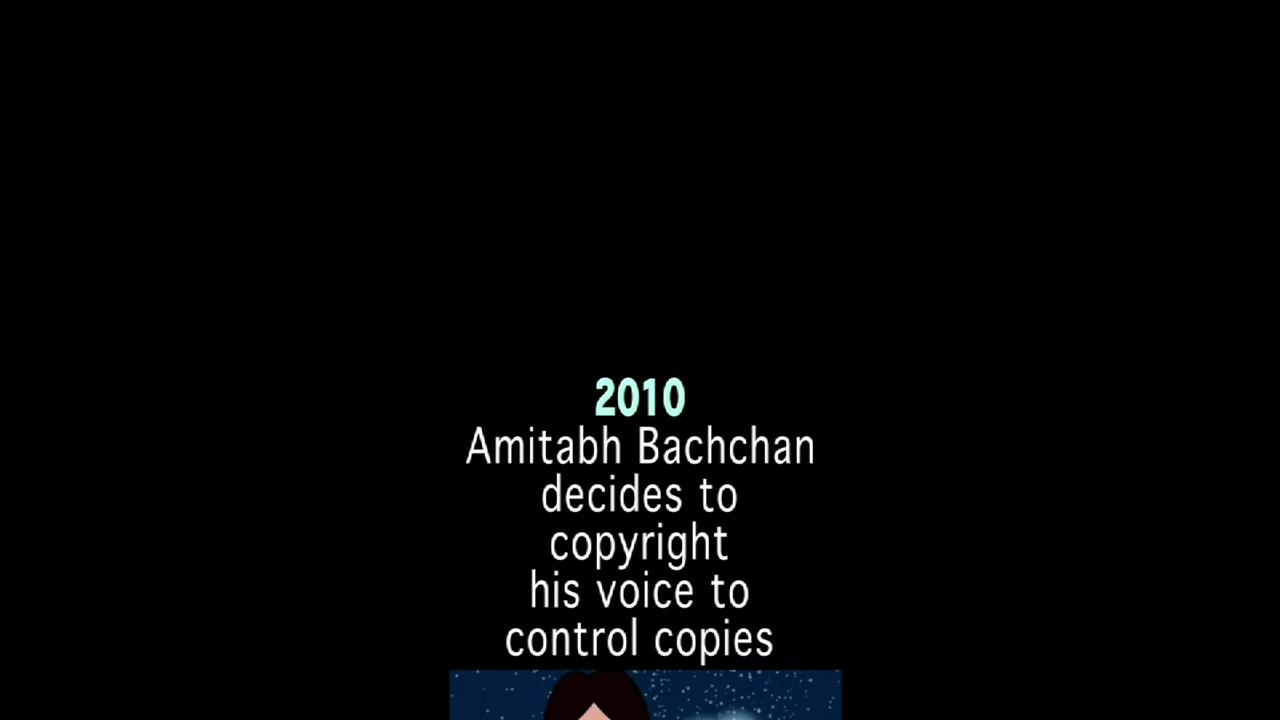 2010
Amitabh Bachchan
decides to
copyright
his voice to
control copies